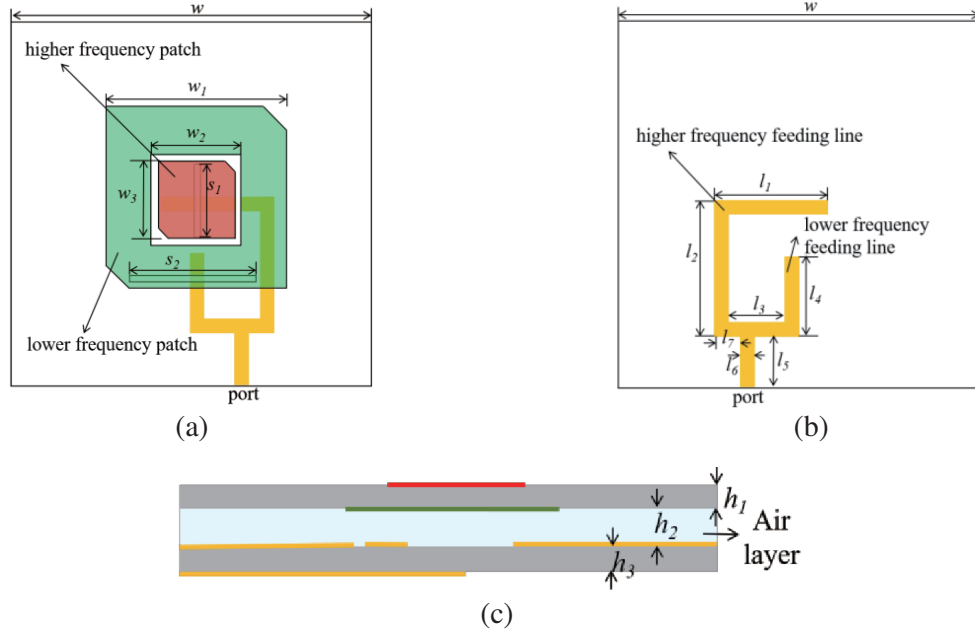 w
higher frequency patch
w₁
w₂
w₃
s₁
s₂
lower frequency patch
port
(a)
w
higher frequency feeding line
l₁
lower frequency
feeding line
l₂
l₃
l₄
l₇
l₆
l₅
port
(b)
h₁
h₂
Air
layer
h₃
(c)